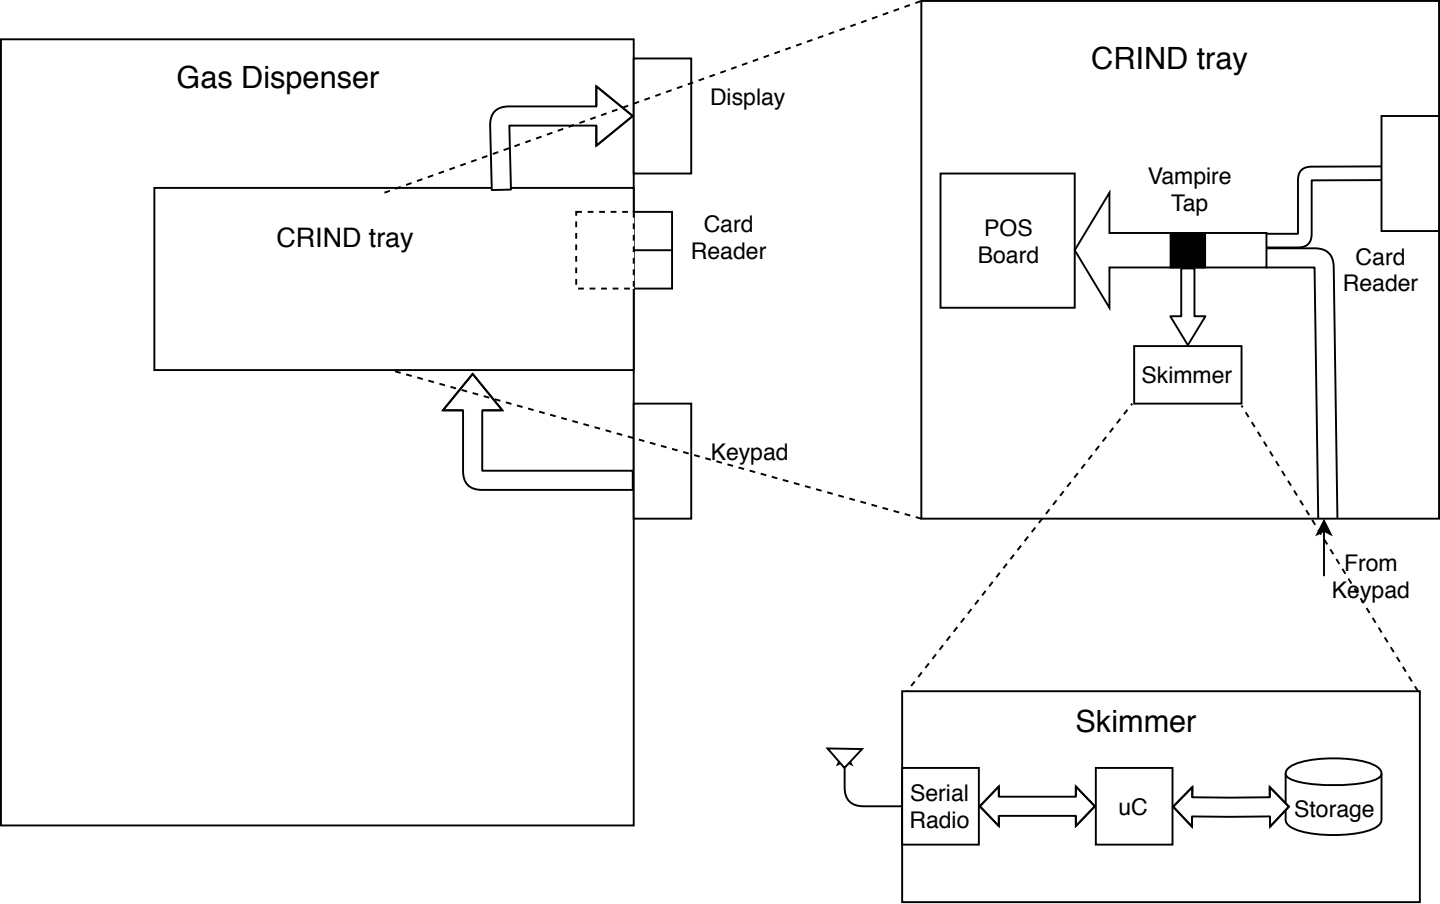 Gas Dispenser
Display
CRIND tray
Card
Reader
Keypad
CRIND tray
Vampire
Tap
POS
Board
Card
Reader
Skimmer
From
Keypad
Skimmer
Serial
Radio
uC
Storage